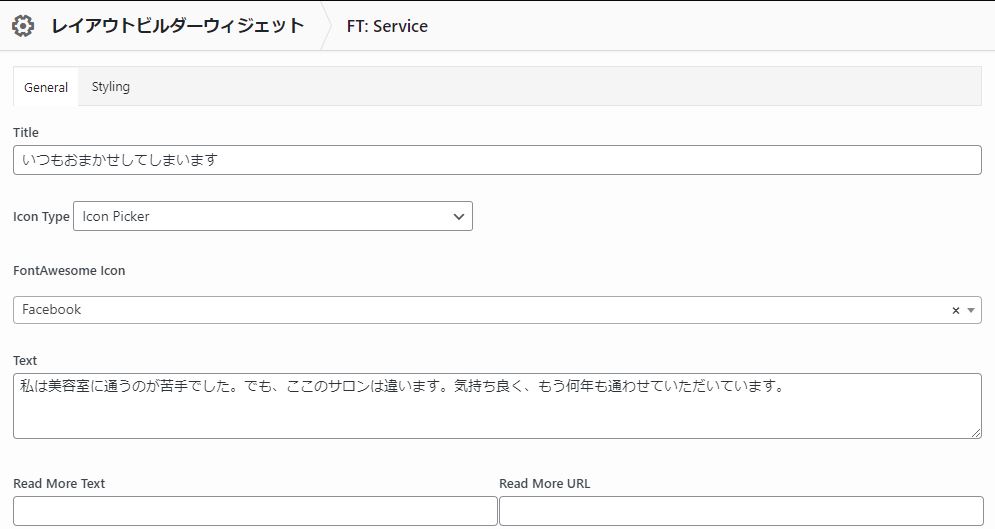 レイアウトビルダーウィジェット FT: Service
General Styling
Title
いつもおまかせしてしまいます
Icon Type Icon Picker
FontAwesome Icon
Facebook ×
Text
私は美容室に通うのが苦手でした。でも、ここのサロンは違います。気持ち良く、もう何年も通わせていただいています。
Read More Text Read More URL